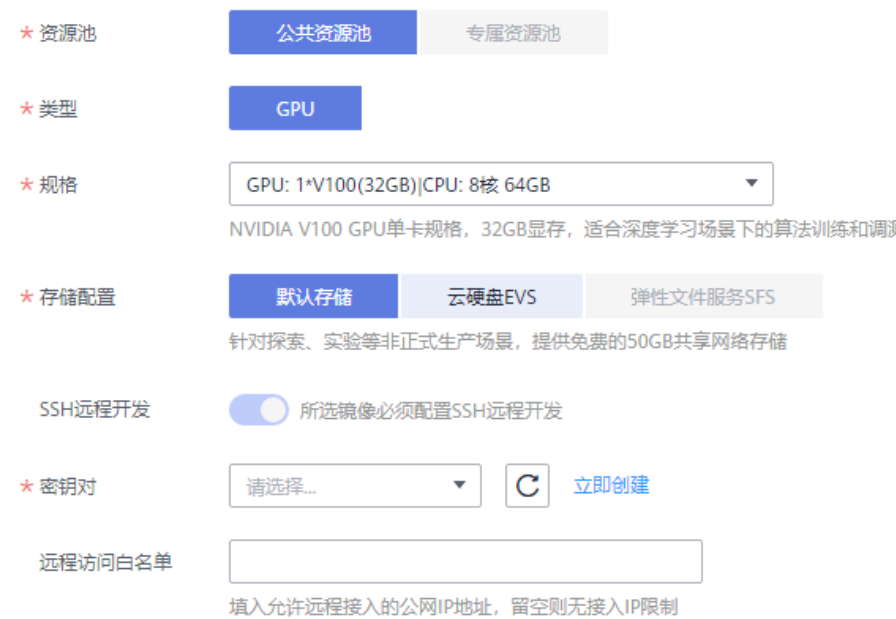 * 资源池 公共资源池 专属资源池
* 类型 GPU
* 规格 GPU: 1*V100(32GB)|CPU: 8核 64GB
NVIDIA V100 GPU单卡规格，32GB显存，适合深度学习场景下的算法训练和调测
* 存储配置 默认存储 云硬盘EVS 弹性文件服务SFS
针对探索、实验等非正式生产场景，提供免费的50GB共享网络存储
SSH远程开发 所选镜像必须配置SSH远程开发
* 密钥对 请选择... 立即创建
远程访问白名单
填入允许远程接入的公网IP地址，留空则无接入IP限制